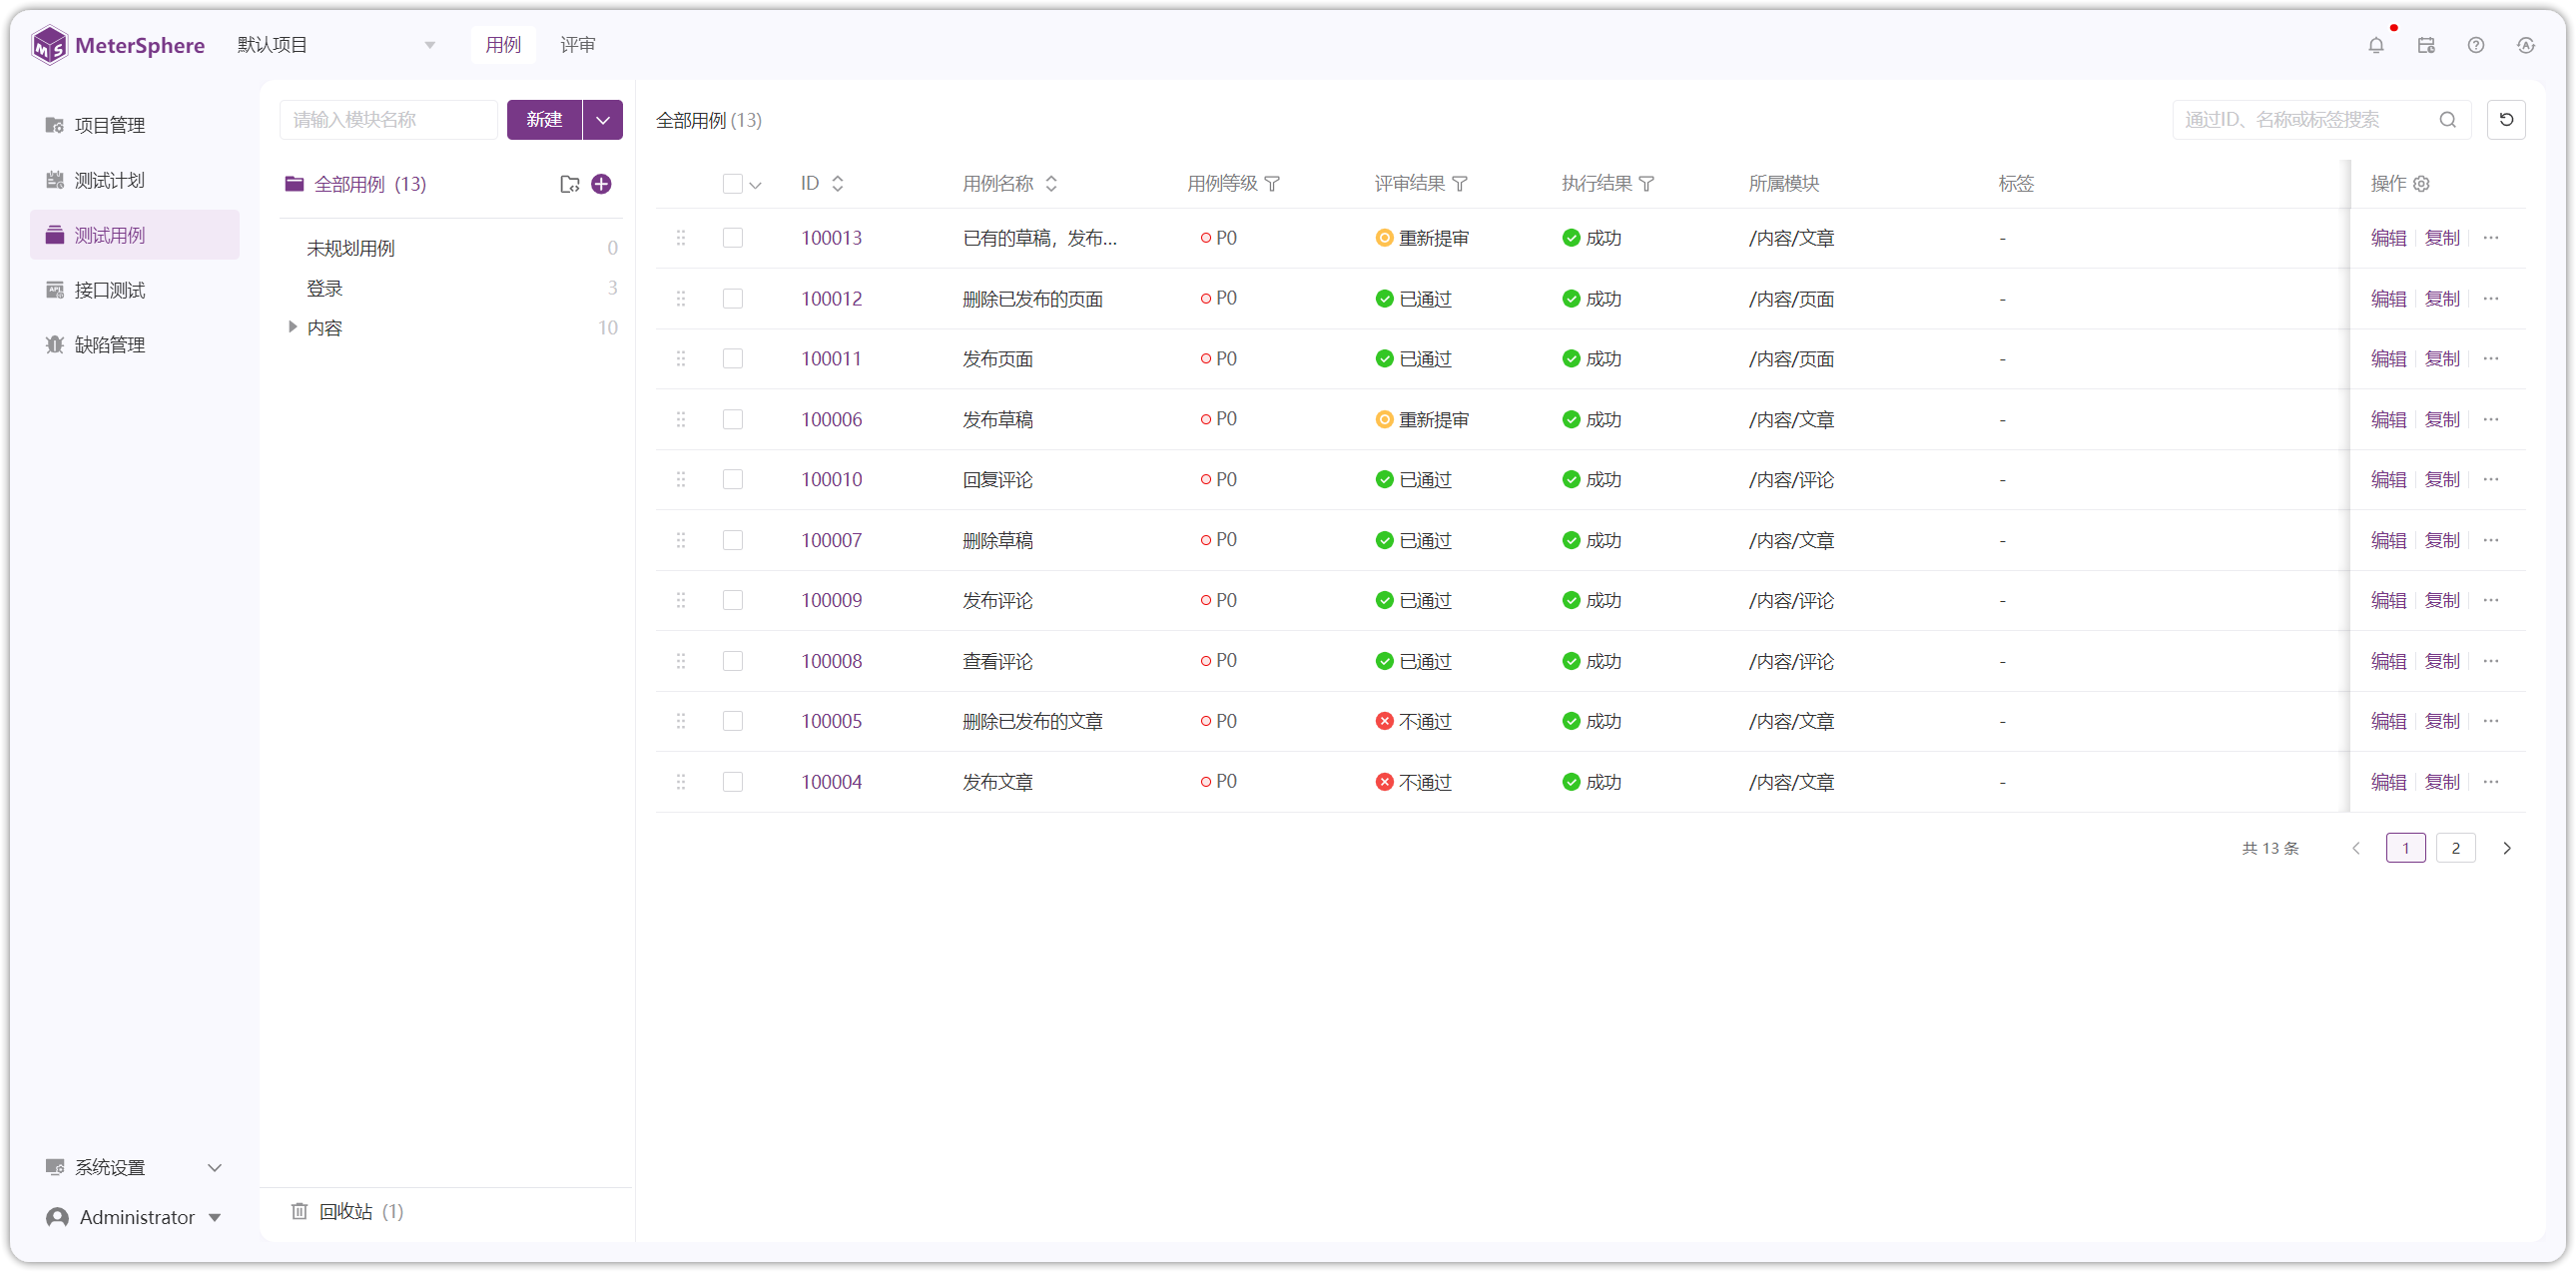 MeterSphere 默认项目 用例 评审
项目管理
测试计划
测试用例
接口测试
缺陷管理
系统设置
Administrator
请输入模块名称 新建
全部用例 (13)
未规划用例 0
登录 3
内容 10
回收站 (1)
全部用例 (13) 通过ID、名称或标签搜索
ID 用例名称 用例等级 评审结果 执行结果 所属模块 标签 操作
100013 已有的草稿，发布... P0 重新提审 成功 /内容/文章 - 编辑 复制 ...
100012 删除已发布的页面 P0 已通过 成功 /内容/页面 - 编辑 复制 ...
100011 发布页面 P0 已通过 成功 /内容/页面 - 编辑 复制 ...
100006 发布草稿 P0 重新提审 成功 /内容/文章 - 编辑 复制 ...
100010 回复评论 P0 已通过 成功 /内容/评论 - 编辑 复制 ...
100007 删除草稿 P0 已通过 成功 /内容/文章 - 编辑 复制 ...
100009 发布评论 P0 已通过 成功 /内容/评论 - 编辑 复制 ...
100008 查看评论 P0 已通过 成功 /内容/评论 - 编辑 复制 ...
100005 删除已发布的文章 P0 不通过 成功 /内容/文章 - 编辑 复制 ...
100004 发布文章 P0 不通过 成功 /内容/文章 - 编辑 复制 ...
共 13 条 < 1 2 >